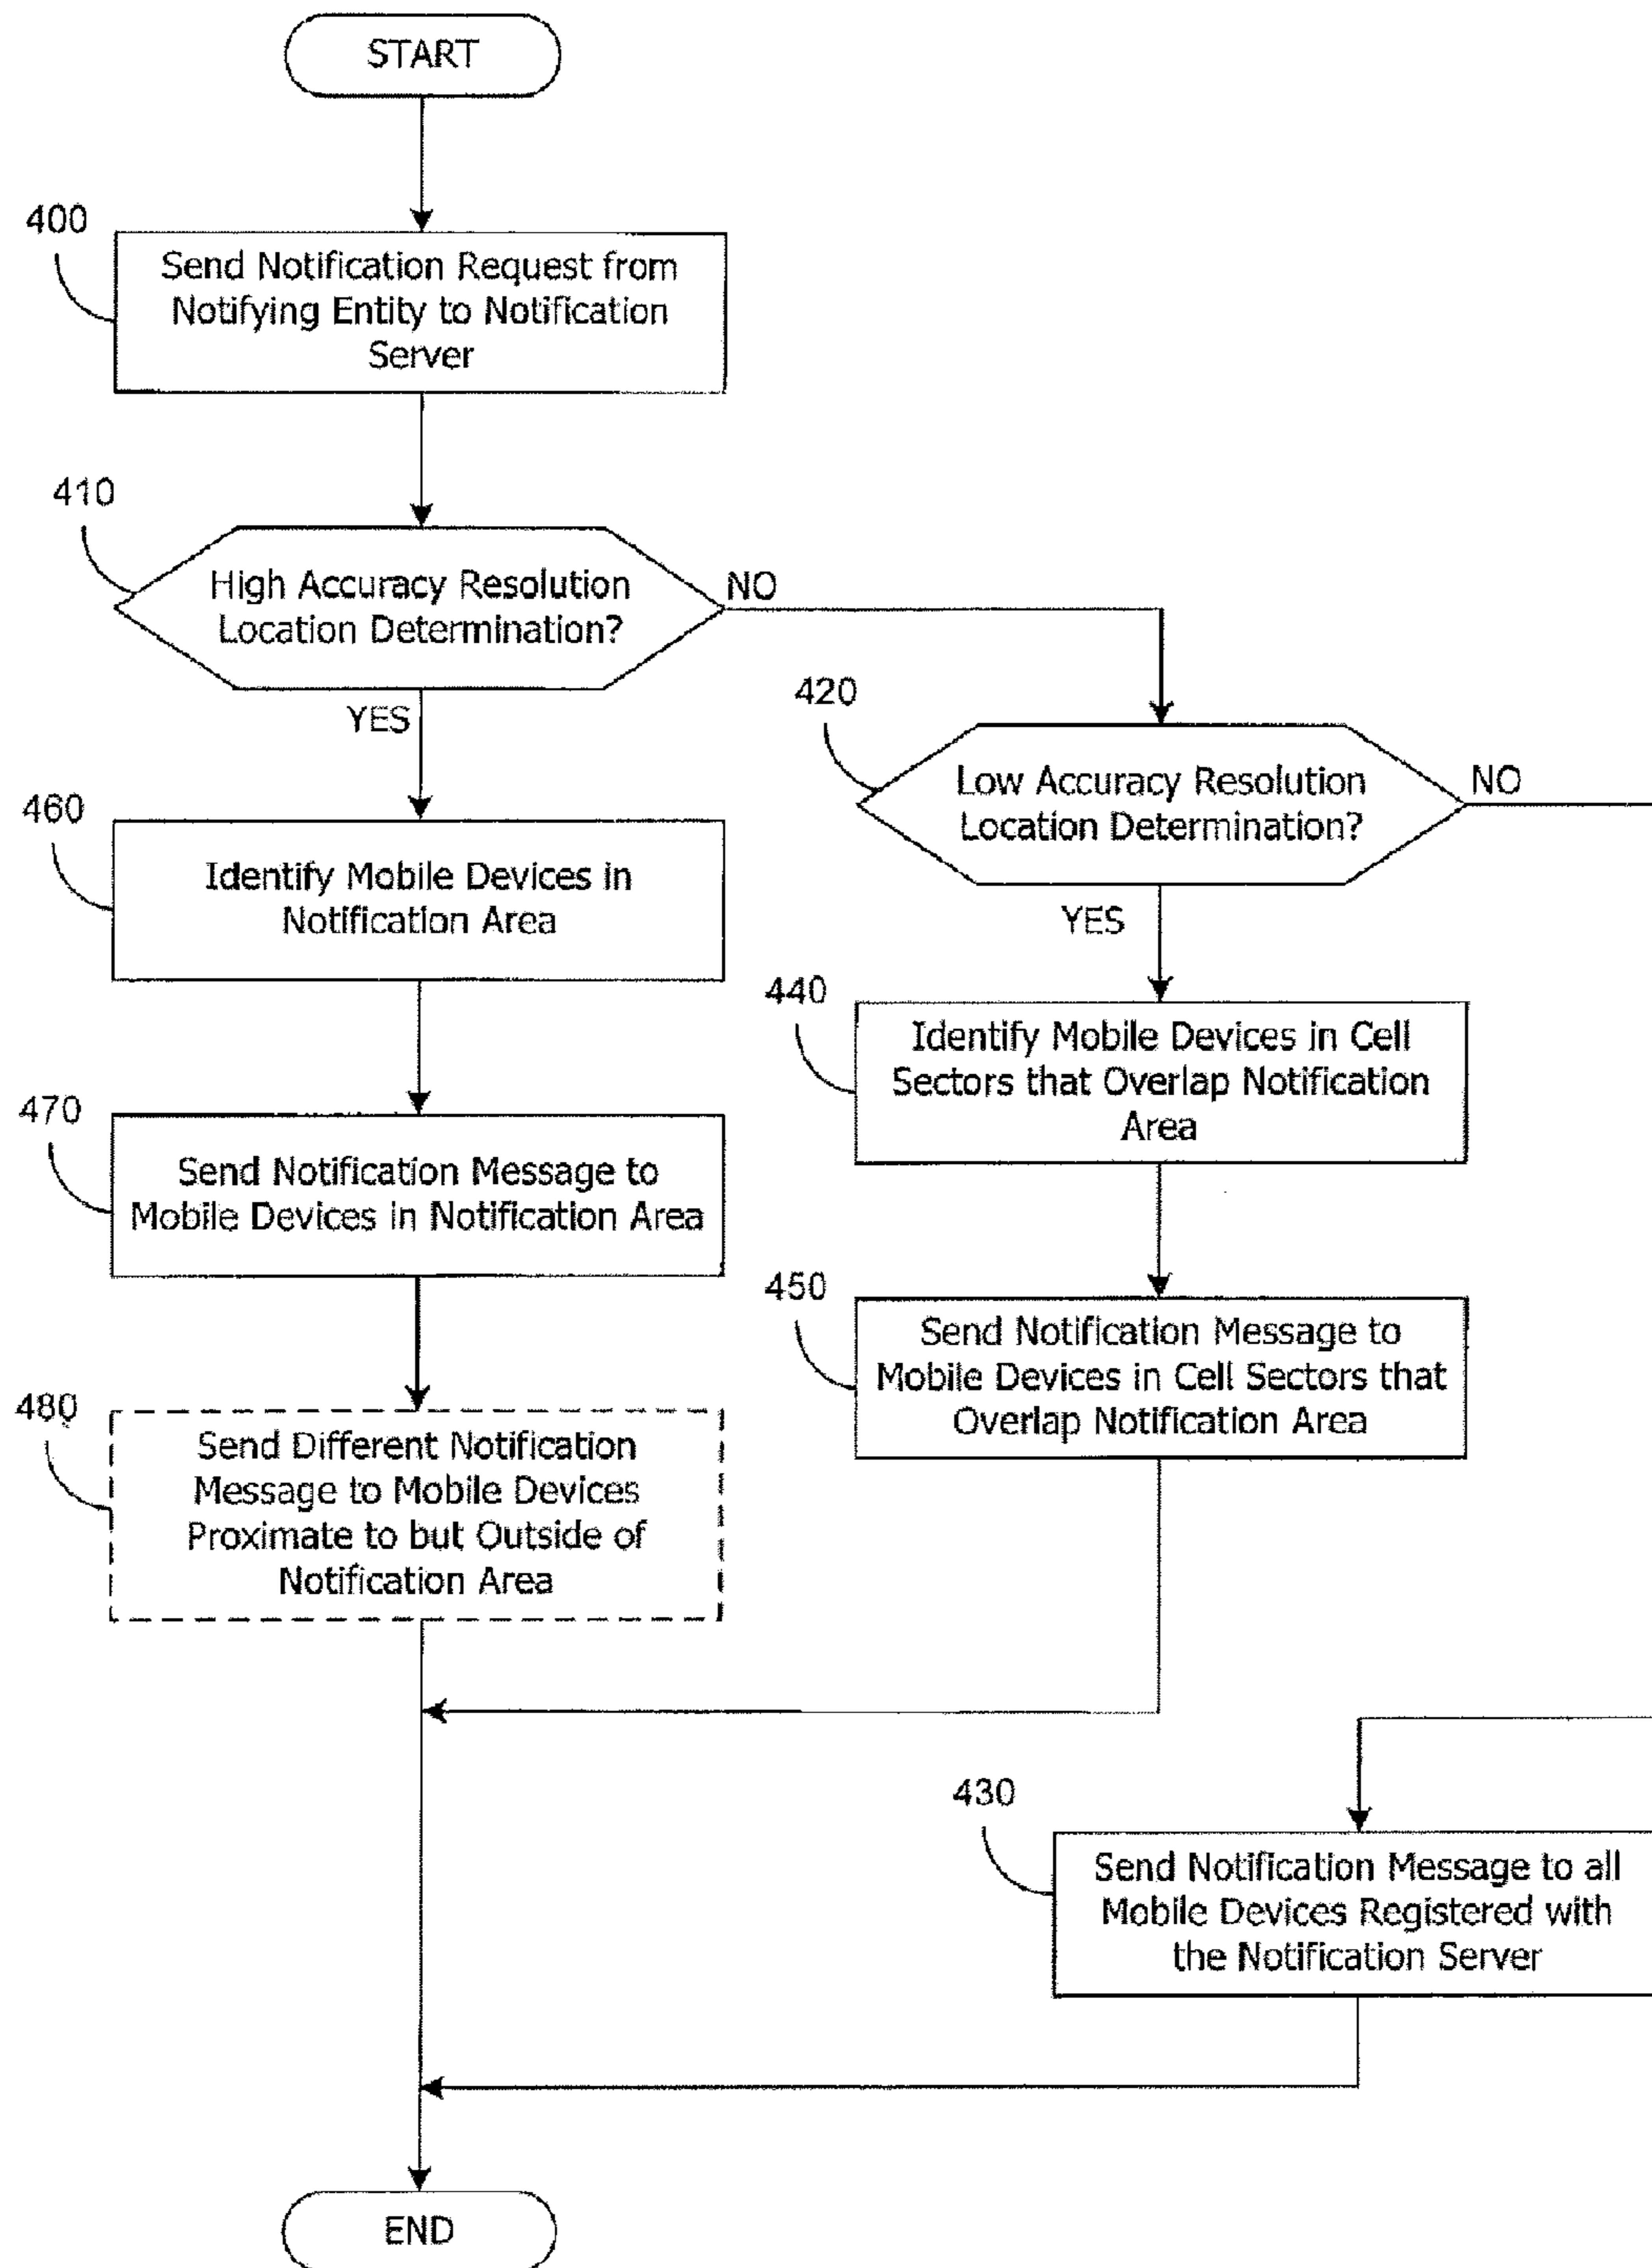 START
400
Send Notification Request from
Notifying Entity to Notification
Server
410
High Accuracy Resolution
Location Determination?
NO
YES
420
Low Accuracy Resolution
Location Determination?
NO
YES
460
Identify Mobile Devices in
Notification Area
440
Identify Mobile Devices in Cell
Sectors that Overlap Notification
Area
470
Send Notification Message to
Mobile Devices in Notification Area
450
Send Notification Message to
Mobile Devices in Cell Sectors that
Overlap Notification Area
480
Send Different Notification
Message to Mobile Devices
Proximate to but Outside of
Notification Area
430
Send Notification Message to all
Mobile Devices Registered with
the Notification Server
END